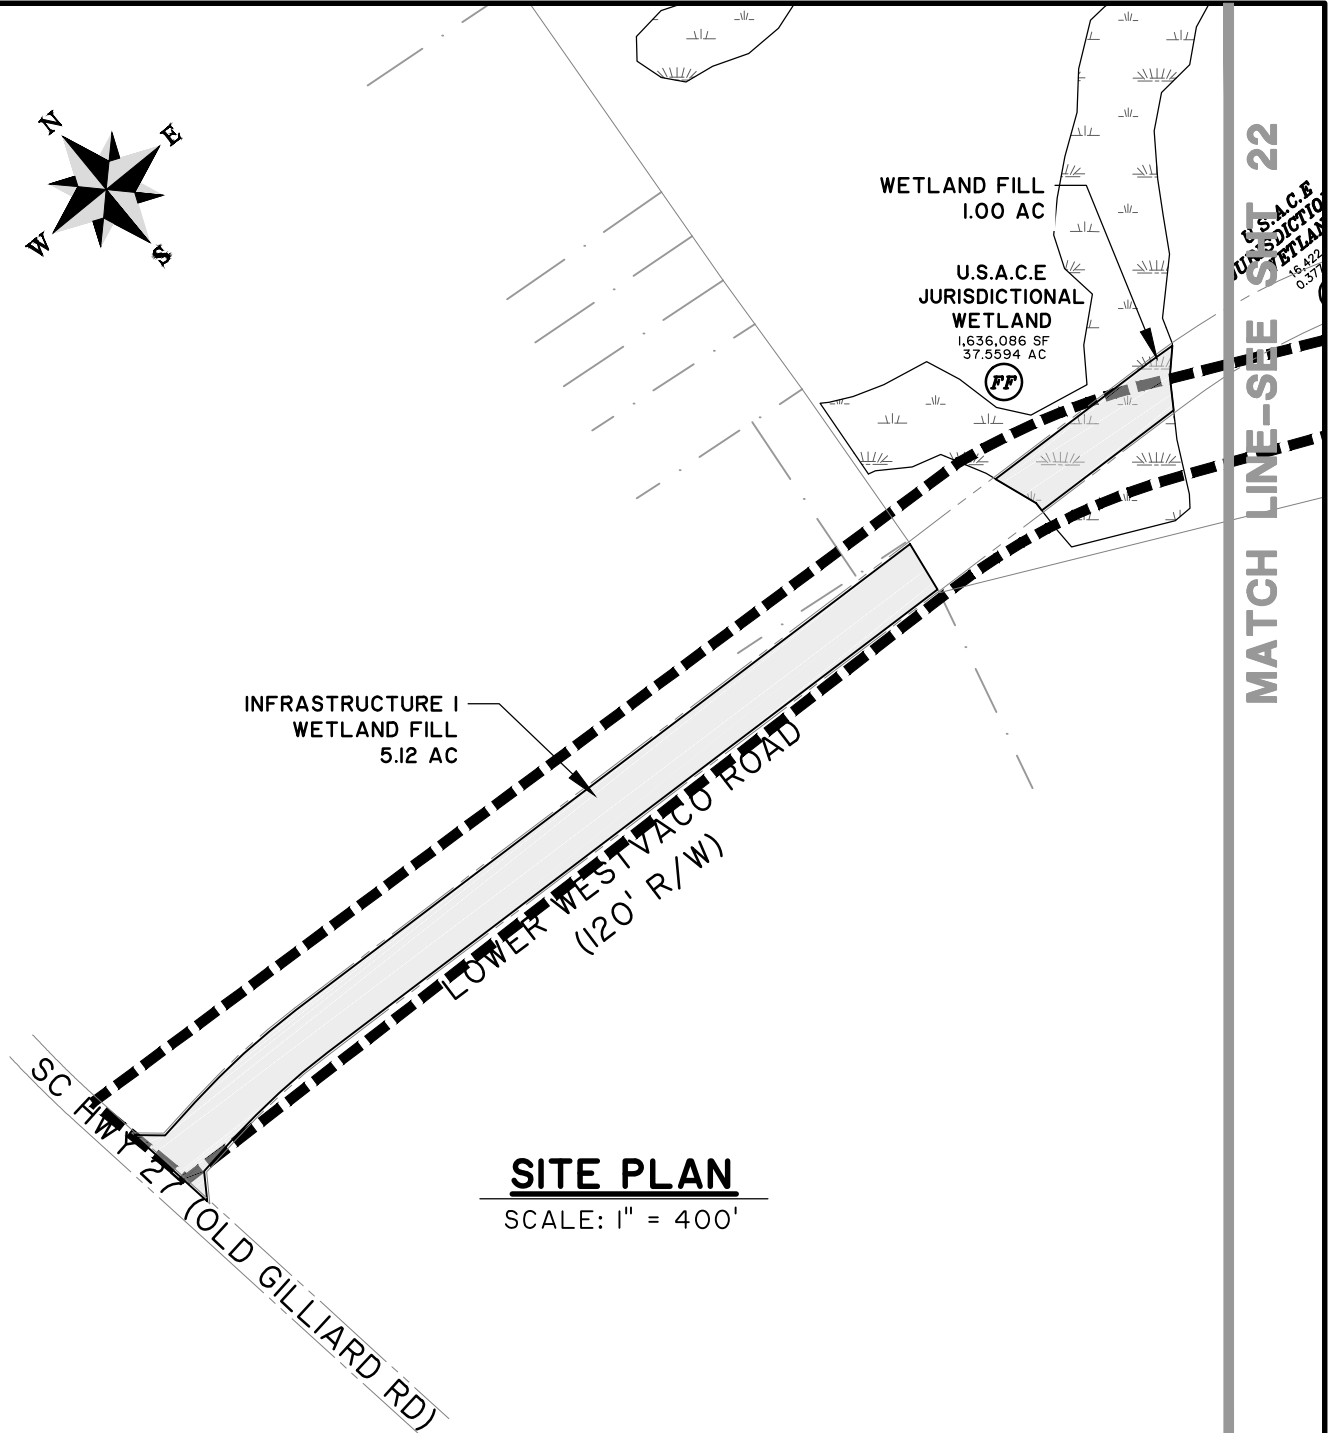 N
E
W
S
WETLAND FILL
1.00 AC
U.S.A.C.E
JURISDICTIONAL
WETLAND
1,636,086 SF
37.5594 AC
FF
U.S.A.C.E
MATCH LINE-SEE SHT 22
INFRASTRUCTURE 1
WETLAND FILL
5.12 AC
LOWER WESTVACO ROAD
(120' R/W)
SC HWY 27 (OLD GILLIARD RD)
SITE PLAN
SCALE: 1" = 400'